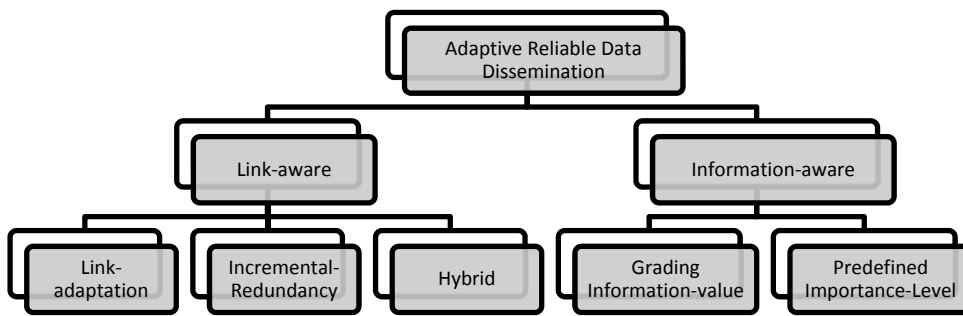 Adaptive Reliable Data
Dissemination
Link-aware
Information-aware
Link-
adaptation
Incremental-
Redundancy
Hybrid
Grading
Information-value
Predefined
Importance-Level